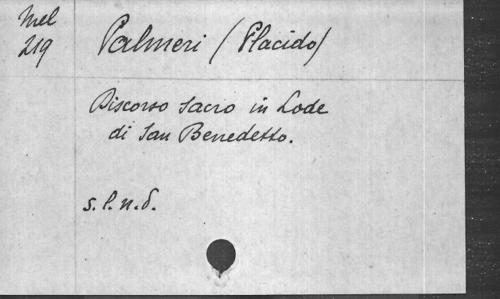 Mel
219
Palmeri (Placido)
Discorso sacro in Lode
di San Benedetto.
s.l.n.d.